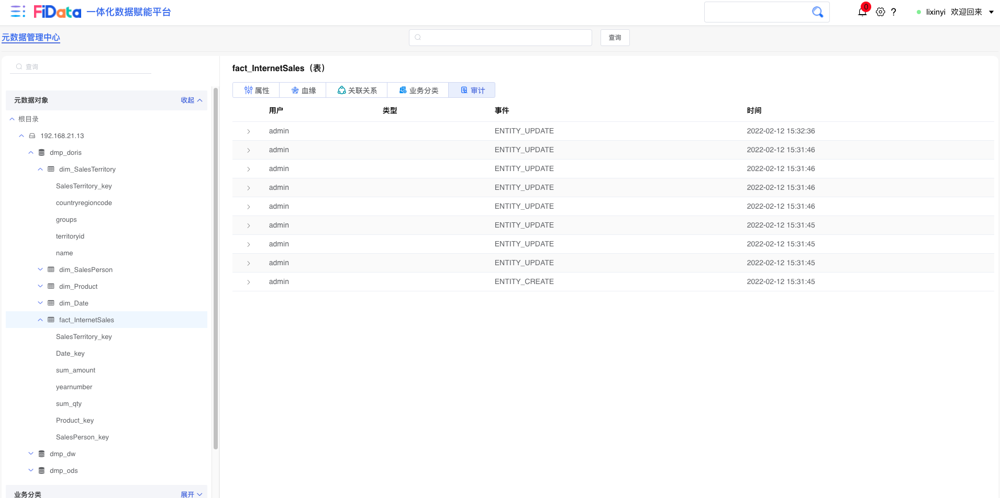 FiData 一体化数据赋能平台
0
? lixinyi 欢迎回来
元数据管理中心
查询
查询
元数据对象 收起
根目录
192.168.21.13
dmp_doris
dim_SalesTerritory
SalesTerritory_key
countryregioncode
groups
territoryid
name
dim_SalesPerson
dim_Product
dim_Date
fact_InternetSales
SalesTerritory_key
Date_key
sum_amount
yearnumber
sum_qty
Product_key
SalesPerson_key
dmp_dw
dmp_ods
业务分类 展开
fact_InternetSales（表）
属性 血缘 关联关系 业务分类 审计
用户 类型 事件 时间
admin ENTITY_UPDATE 2022-02-12 15:32:36
admin ENTITY_UPDATE 2022-02-12 15:31:46
admin ENTITY_UPDATE 2022-02-12 15:31:46
admin ENTITY_UPDATE 2022-02-12 15:31:46
admin ENTITY_UPDATE 2022-02-12 15:31:46
admin ENTITY_UPDATE 2022-02-12 15:31:45
admin ENTITY_UPDATE 2022-02-12 15:31:45
admin ENTITY_UPDATE 2022-02-12 15:31:45
admin ENTITY_CREATE 2022-02-12 15:31:45